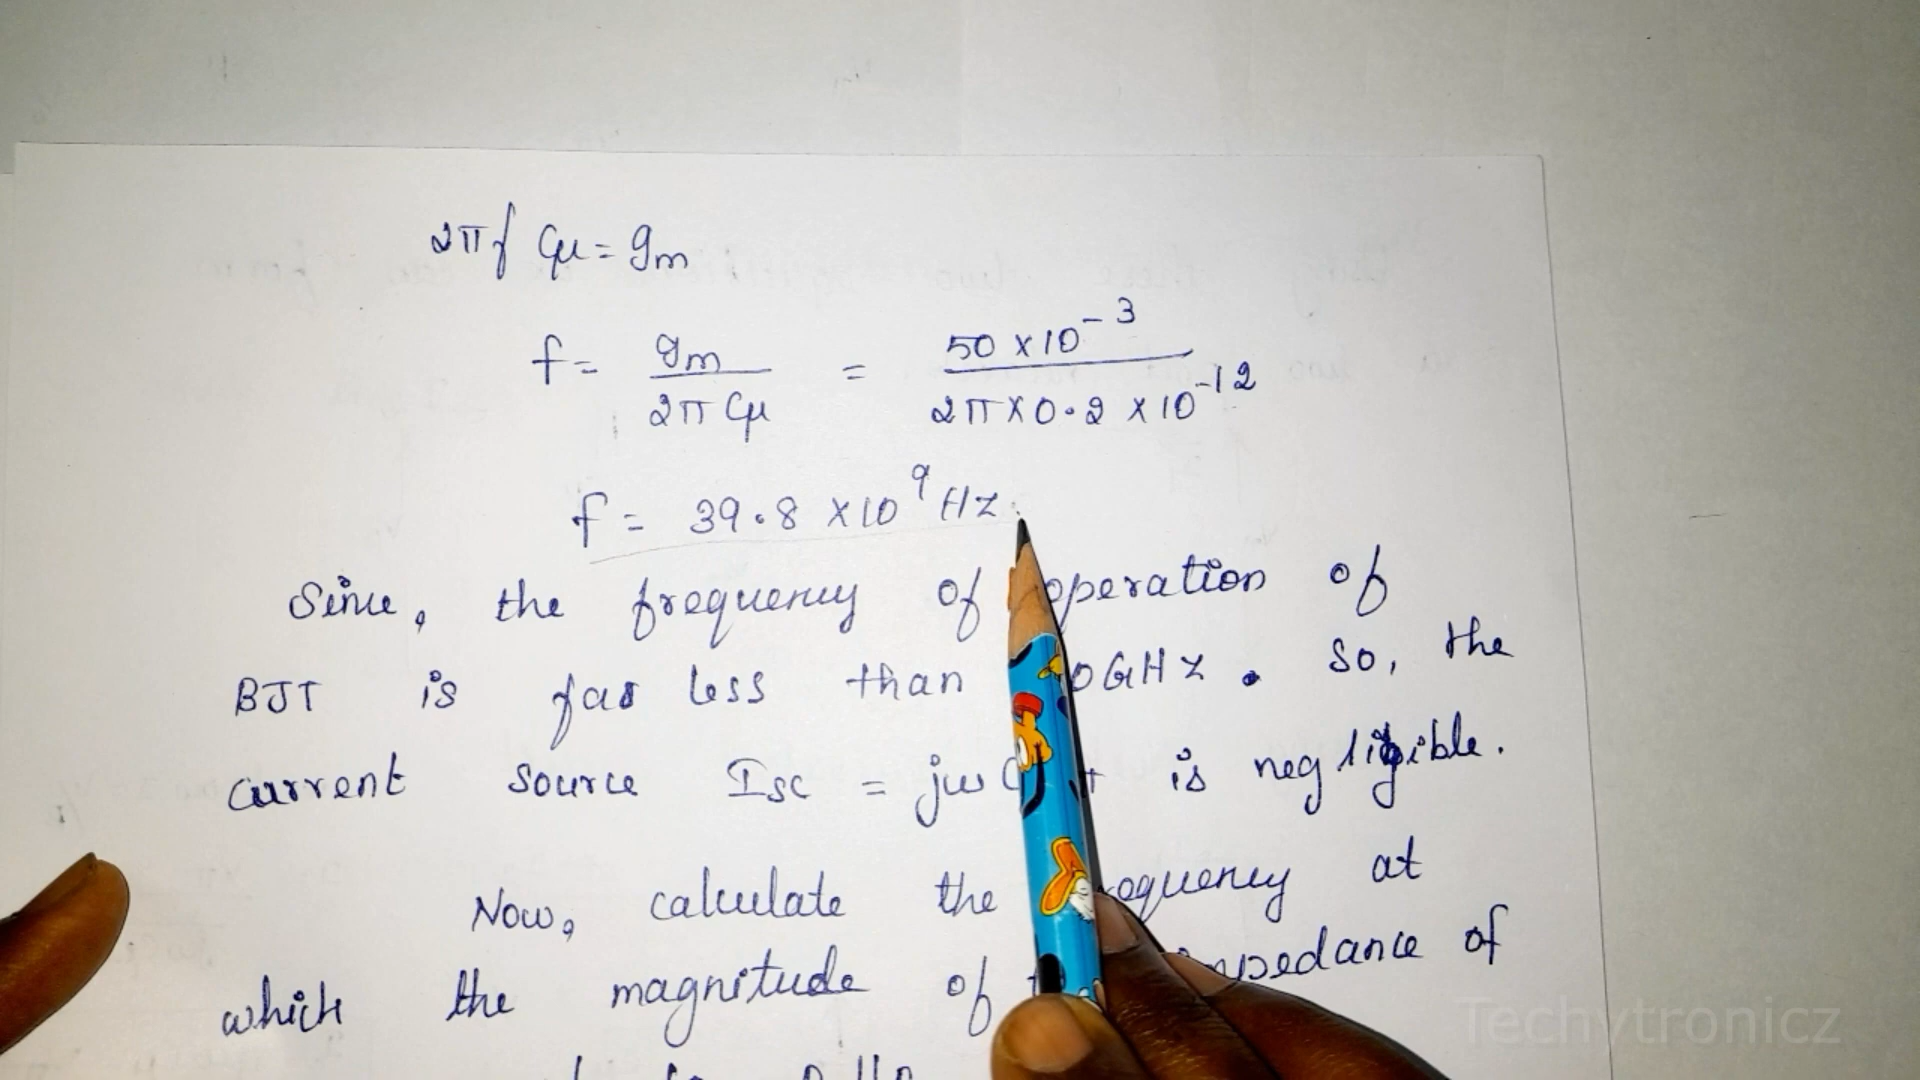 2πf Cμ = gm
f = gm / 2π Cμ = 50 × 10⁻³ / 2π × 0.2 × 10⁻¹²
f = 39.8 × 10⁹ Hz
Since, the frequency of operation of
BJT is far less than GHz. So, the
current source Isc = jω is negligible.
Now, calculate the at
which the magnitude of of
Techytronicz